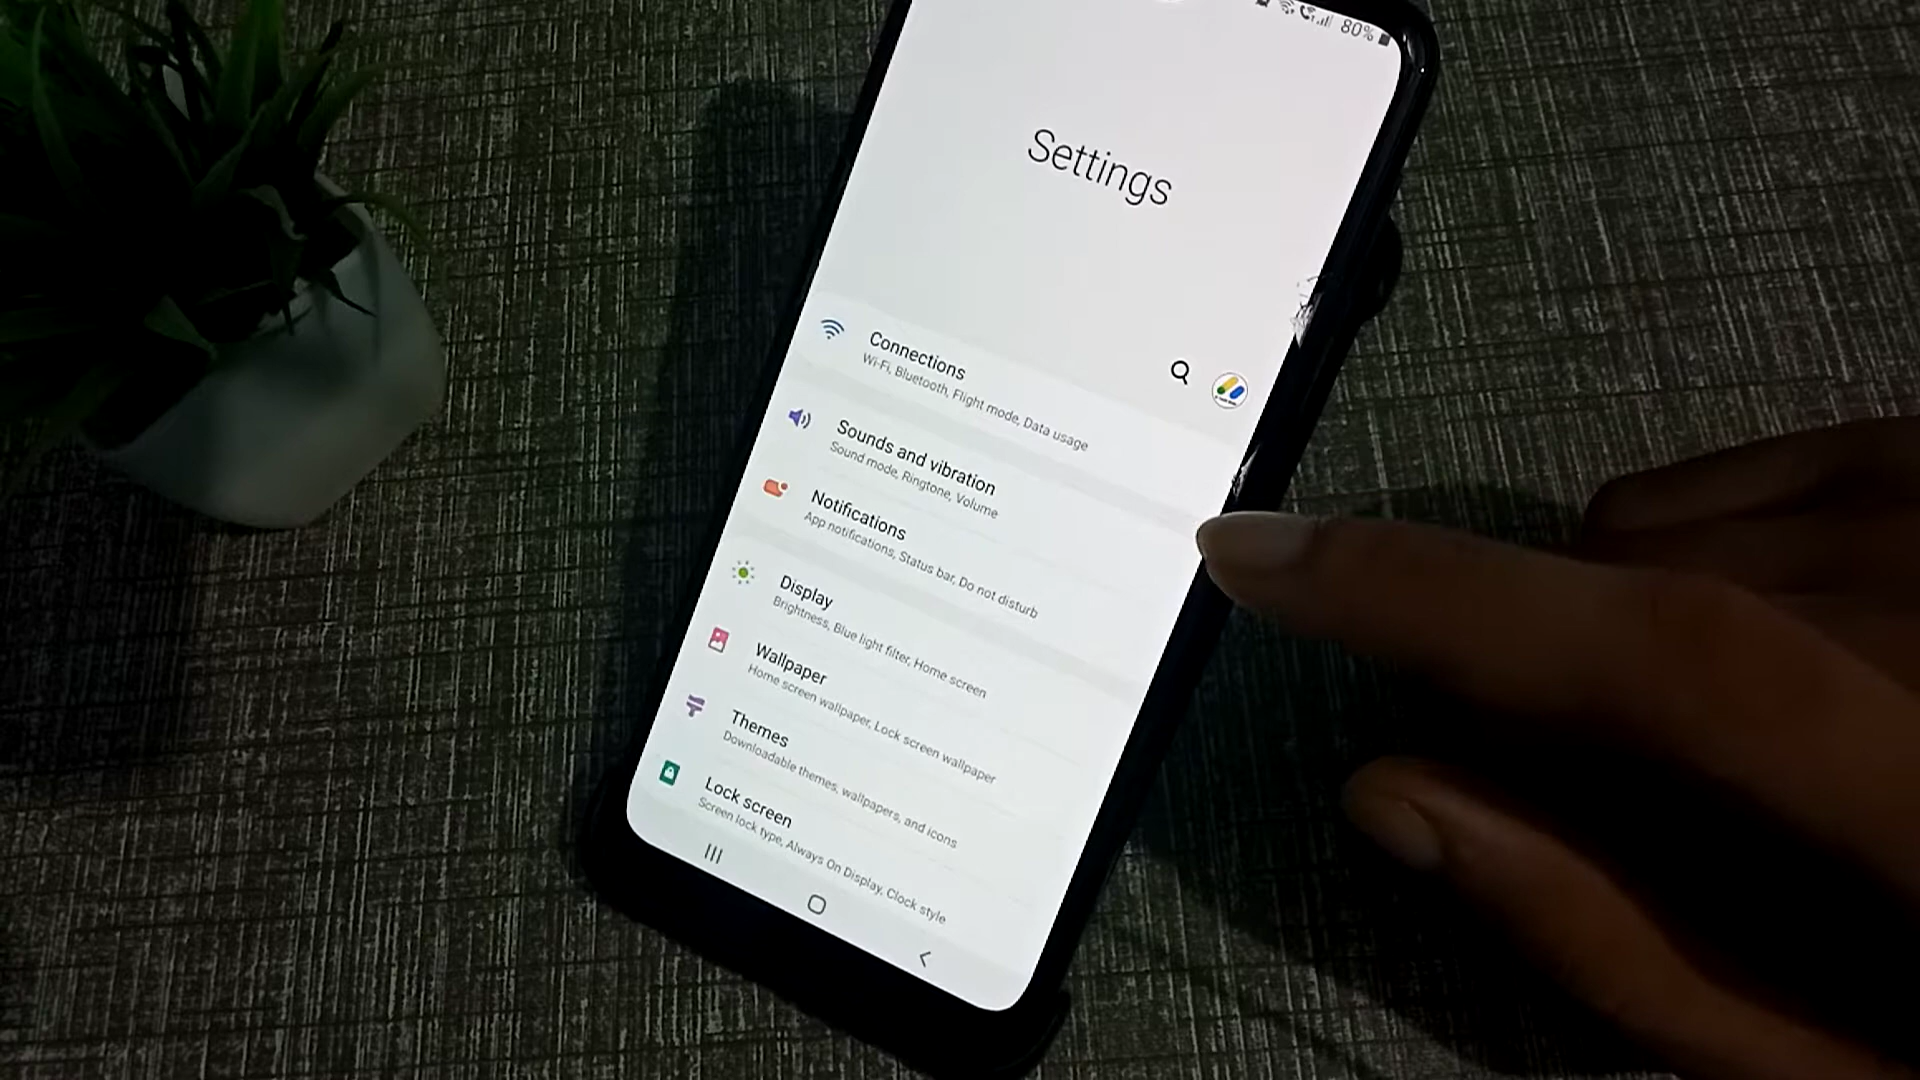 80%
Settings
Connections
Wi-Fi, Bluetooth, Flight mode, Data usage
Sounds and vibration
Sound mode, Ringtone, Volume
Notifications
App notifications, Status bar, Do not disturb
Display
Brightness, Blue light filter, Home screen
Wallpaper
Home screen wallpaper, Lock screen wallpaper
Themes
Downloadable themes, wallpapers, and icons
Lock screen
Screen lock type, Always On Display, Clock style